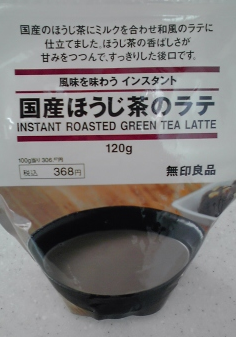 国産のほうじ茶にミルクを合わせ和風のラテに
仕立てました。ほうじ茶の香ばしさが
甘みをつつんで、すっきりした後口です。
風味を味わう インスタント
国産ほうじ茶のラテ
INSTANT ROASTED GREEN TEA LATTE
120g
100g当り
税込 368円
無印良品